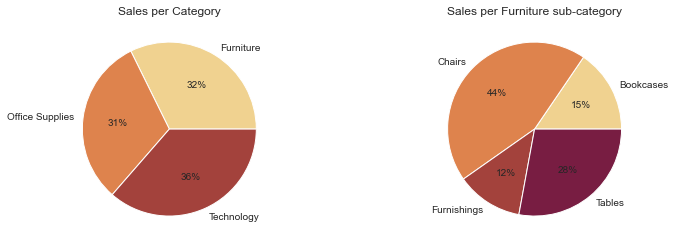 Sales per Category
Furniture
32%
Office Supplies
31%
36%
Technology
Sales per Furniture sub-category
Chairs
Bookcases
44%
15%
12%
28%
Furnishings
Tables